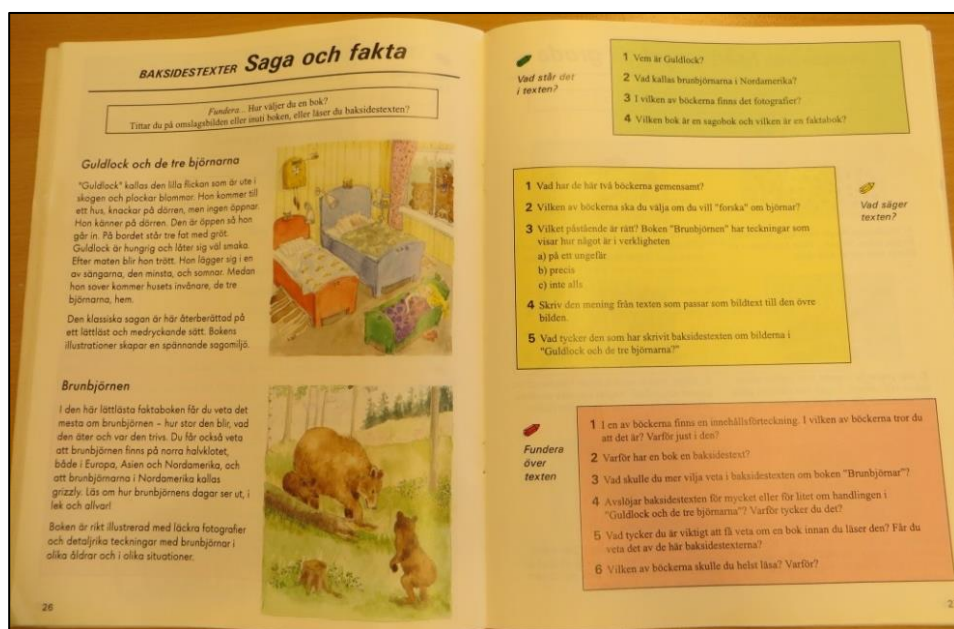 BAKSIDESTEXTER Saga och fakta
Fundera... Hur väljer du en bok?
Tittar du på omslagsbilden eller inuti boken, eller läser du baksidestexten?
Guldlock och de tre björnarna
"Guldlock" kallas den lilla flickan som är ute i
skogen och plockar blommor. Hon kommer till
ett hus, knackar på dörren, men ingen öppnar.
Hon känner på dörren. Den är öppen så hon
går in. På bordet står tre fat med gröt.
Guldlock är hungrig och låter sig väl smaka.
Efter maten blir hon trött. Hon lägger sig i en
av sängarna, den minsta, och somnar. Medan
hon sover kommer husets invånare, de tre
björnarna, hem.
Den klassiska sagan är här återberättad på
ett lättläst och medryckande sätt. Bokens
illustrationer skapar en spännande sagomiljö.
Brunbjörnen
I den här lättlästa faktaboken får du veta det
mesta om brunbjörnen – hur stor den blir, vad
den äter och var den trivs. Du får också veta
att brunbjörnen finns på norra halvklotet,
både i Europa, Asien och Nordamerika, och
att brunbjörnarna i Nordamerika kallas
grizzly. Läs om hur brunbjörnens dagar ser ut, i
lek och allvar!
Boken är rikt illustrerad med läckra fotografier
och detaljrika teckningar med brunbjörnar i
olika åldrar och i olika situationer.
26
Vad står det
i texten?
1 Vem är Guldlock?
2 Vad kallas brunbjörnarna i Nordamerika?
3 I vilken av böckerna finns det fotografier?
4 Vilken bok är en sagobok och vilken är en faktabok?
1 Vad har de här två böckerna gemensamt?
2 Vilken av böckerna ska du välja om du vill "forska" om björnar?
3 Vilket påstående är rätt? Boken "Brunbjörnen" har teckningar som
visar hur något är i verkligheten
a) på ett ungefär
b) precis
c) inte alls
4 Skriv den mening från texten som passar som bildtext till den övre
bilden.
5 Vad tycker den som har skrivit baksidestexten om bilderna i
"Guldlock och de tre björnarna?"
Vad säger
texten?
Fundera
över
texten
1 I en av böckerna finns en innehållsförteckning. I vilken av böckerna tror du
att det är? Varför just i den?
2 Varför har en bok en baksidestext?
3 Vad skulle du mer vilja veta i baksidestexten om boken "Brunbjörnar"?
4 Avslöjar baksidestexten för mycket eller för litet om handlingen i
"Guldlock och de tre björnarna"? Varför tycker du det?
5 Vad tycker du är viktigt att få veta om en bok innan du läser den? Får du
veta det av de här baksidestexterna?
6 Vilken av böckerna skulle du helst läsa? Varför?